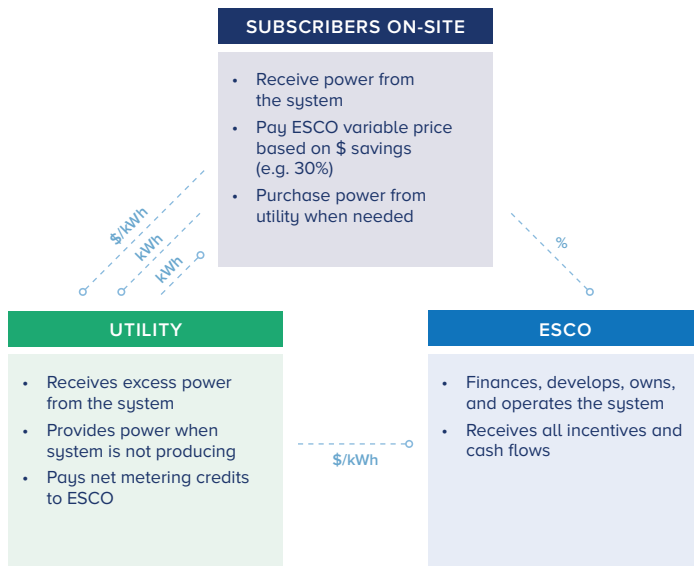 SUBSCRIBERS ON-SITE
• Receive power from
the system
• Pay ESCO variable price
based on $ savings
(e.g. 30%)
• Purchase power from
utility when needed
$/kWh
kWh
kWh
%
UTILITY
• Receives excess power
from the system
• Provides power when
system is not producing
• Pays net metering credits
to ESCO
$/kWh
ESCO
• Finances, develops, owns,
and operates the system
• Receives all incentives and
cash flows